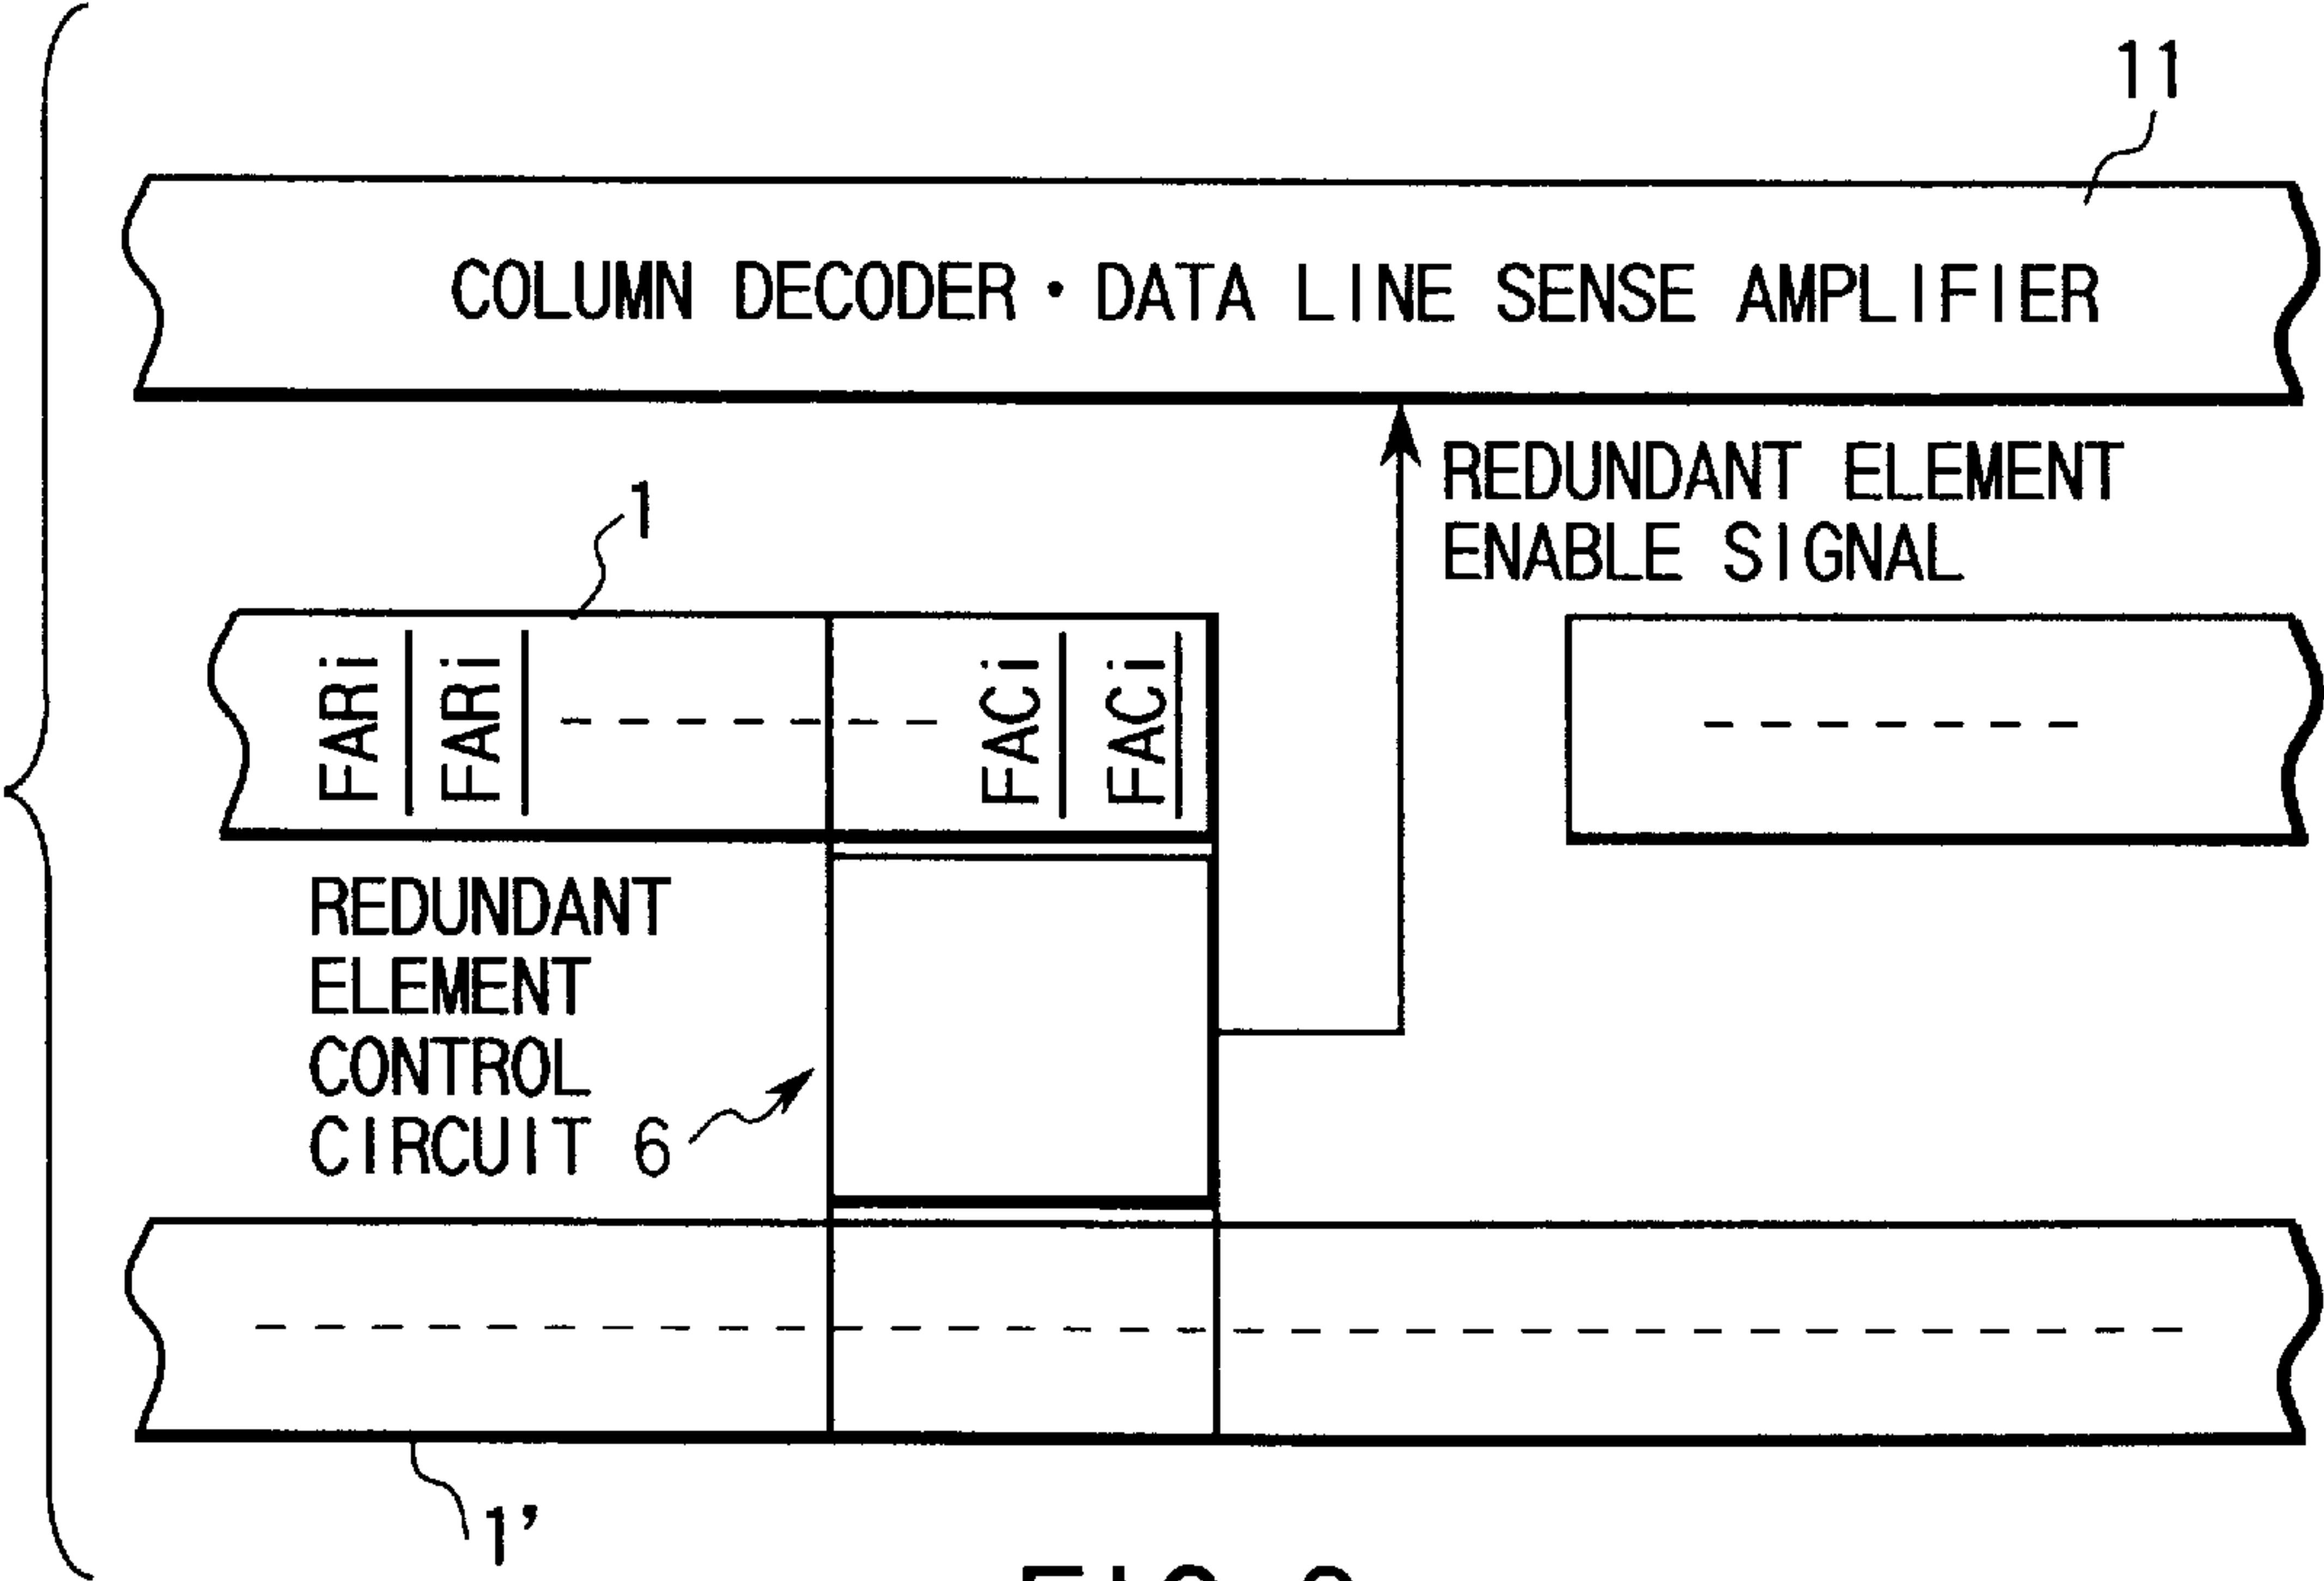 11
COLUMN DECODER・DATA LINE SENSE AMPLIFIER
REDUNDANT ELEMENT
ENABLE SIGNAL
1
FARi
FARi
FACi
FACi
REDUNDANT
ELEMENT
CONTROL
CIRCUIT 6
1'